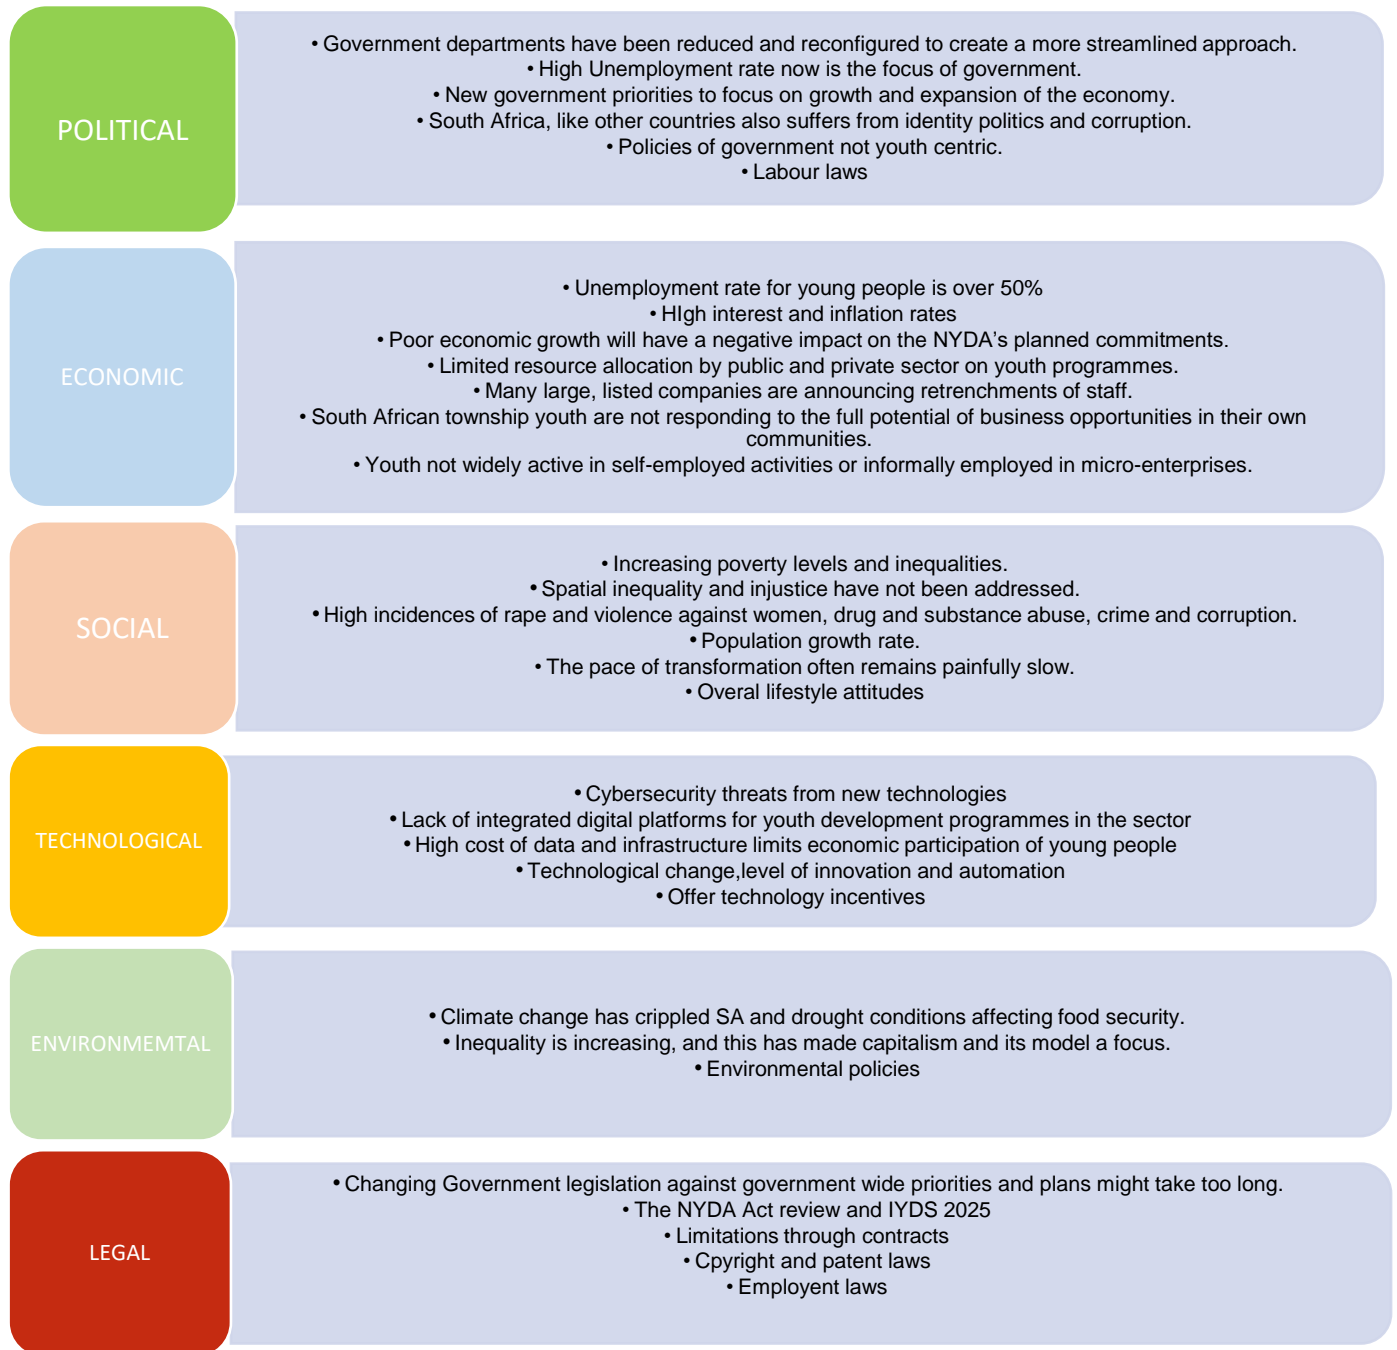 POLITICAL
• Government departments have been reduced and reconfigured to create a more streamlined approach.
• High Unemployment rate now is the focus of government.
• New government priorities to focus on growth and expansion of the economy.
• South Africa, like other countries also suffers from identity politics and corruption.
• Policies of government not youth centric.
• Labour laws
ECONOMIC
• Unemployment rate for young people is over 50%
• HIgh interest and inflation rates
• Poor economic growth will have a negative impact on the NYDA’s planned commitments.
• Limited resource allocation by public and private sector on youth programmes.
• Many large, listed companies are announcing retrenchments of staff.
• South African township youth are not responding to the full potential of business opportunities in their own
communities.
• Youth not widely active in self-employed activities or informally employed in micro-enterprises.
SOCIAL
• Increasing poverty levels and inequalities.
• Spatial inequality and injustice have not been addressed.
• High incidences of rape and violence against women, drug and substance abuse, crime and corruption.
• Population growth rate.
• The pace of transformation often remains painfully slow.
• Overal lifestyle attitudes
TECHNOLOGICAL
• Cybersecurity threats from new technologies
• Lack of integrated digital platforms for youth development programmes in the sector
• High cost of data and infrastructure limits economic participation of young people
• Technological change,level of innovation and automation
• Offer technology incentives
ENVIRONMEMTAL
• Climate change has crippled SA and drought conditions affecting food security.
• Inequality is increasing, and this has made capitalism and its model a focus.
• Environmental policies
LEGAL
• Changing Government legislation against government wide priorities and plans might take too long.
• The NYDA Act review and IYDS 2025
• Limitations through contracts
• Cpyright and patent laws
• Employent laws